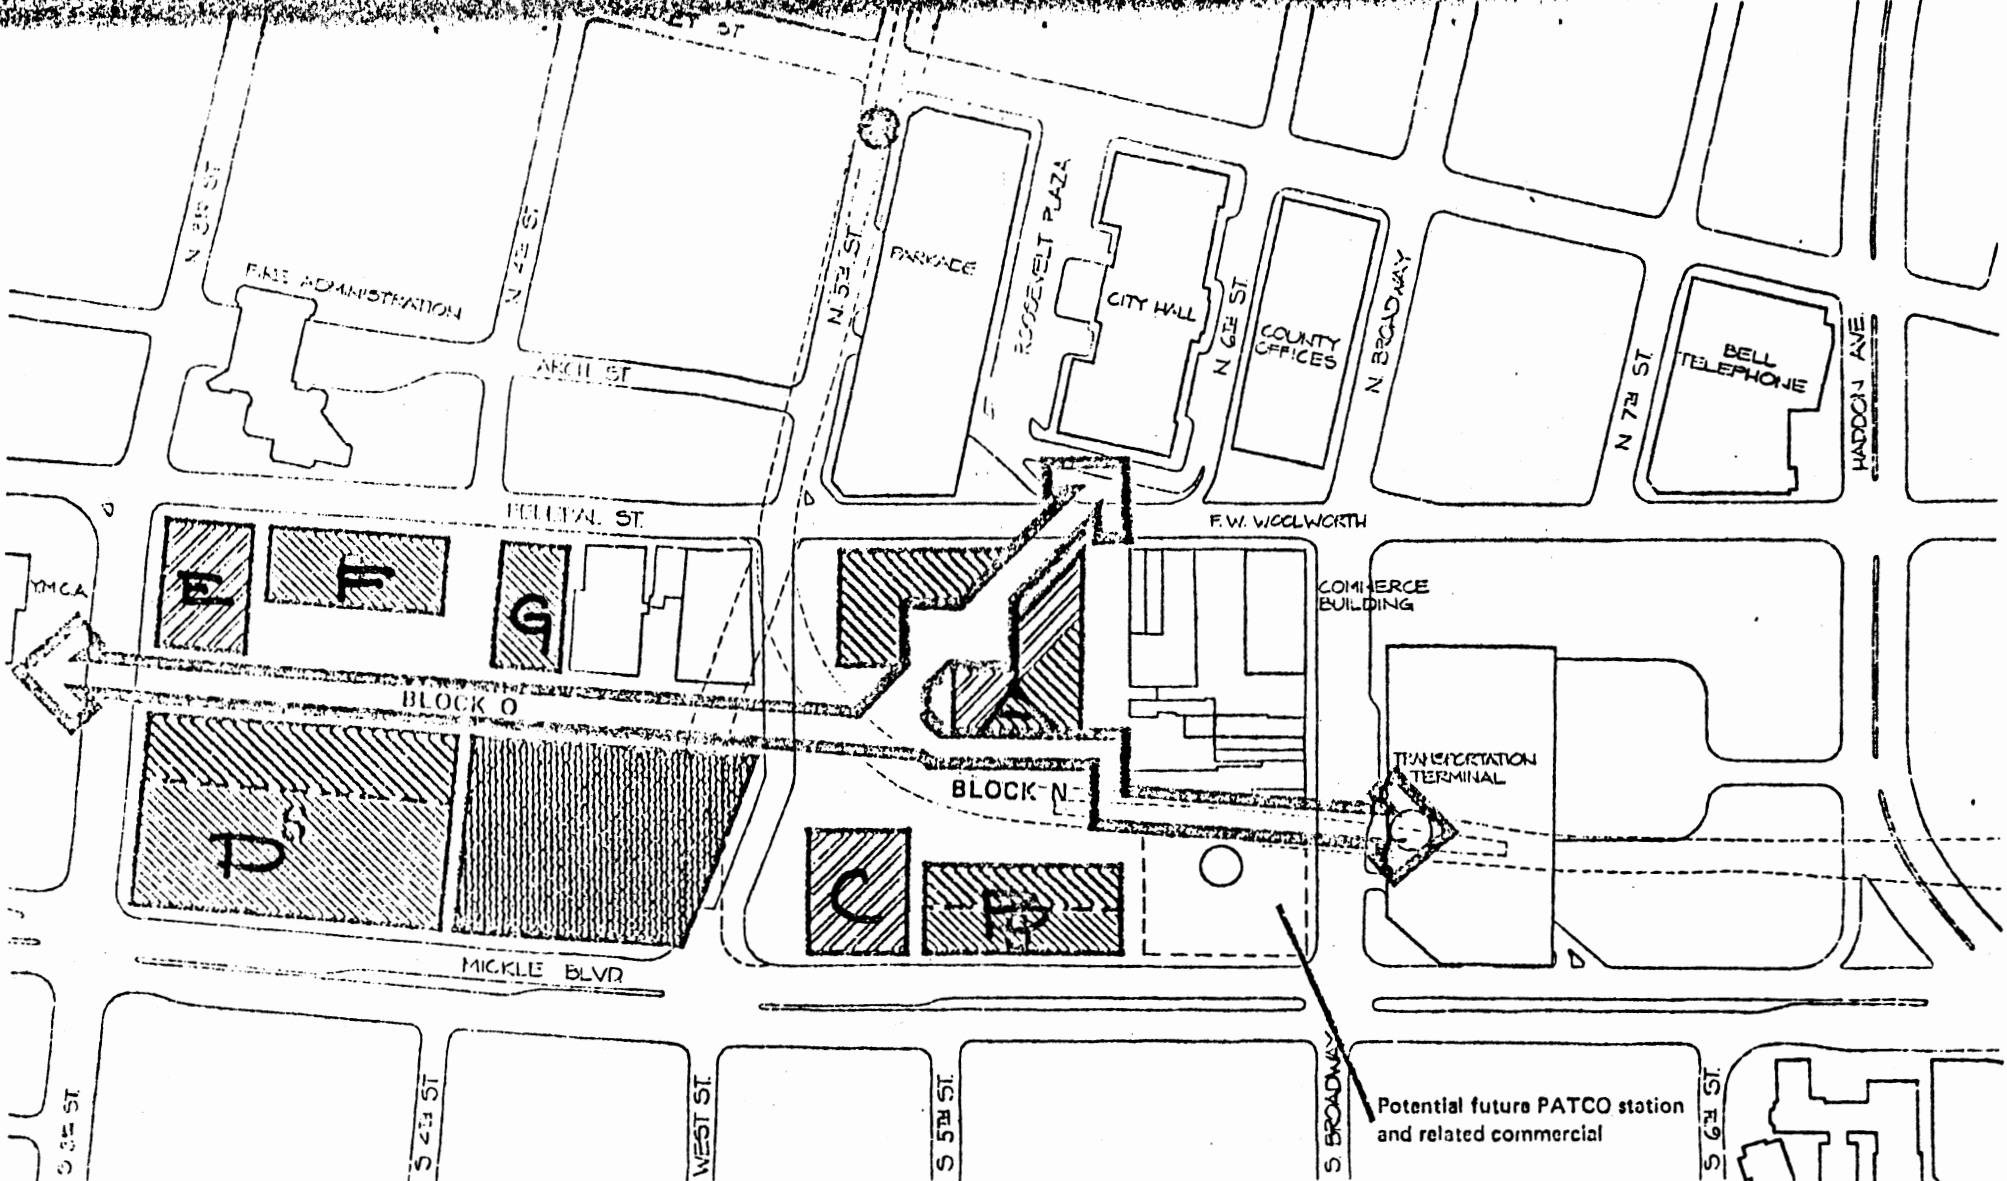 ST
N 3RD ST
ADMINISTRATION
N 4TH ST
N. 5TH ST.
PARKADE
ROOSEVELT PLAZA
CITY HALL
N 6TH ST.
COUNTY
OFFICES
N. BROADWAY
N 7TH ST.
BELL
TELEPHONE
HADDON AVE.
ARCH ST
FEDERAL ST.
F.W. WOOLWORTH
Y.M.C.A
E
F
G
COMMERCE
BUILDING
BLOCK O
BLOCK N
TRANSPORTATION
TERMINAL
D
C
MICKLE BLVD.
S 3RD ST.
S 4TH ST.
WEST ST.
S 5TH ST.
S. BROADWAY
S 6TH ST.
Potential future PATCO station
and related commercial